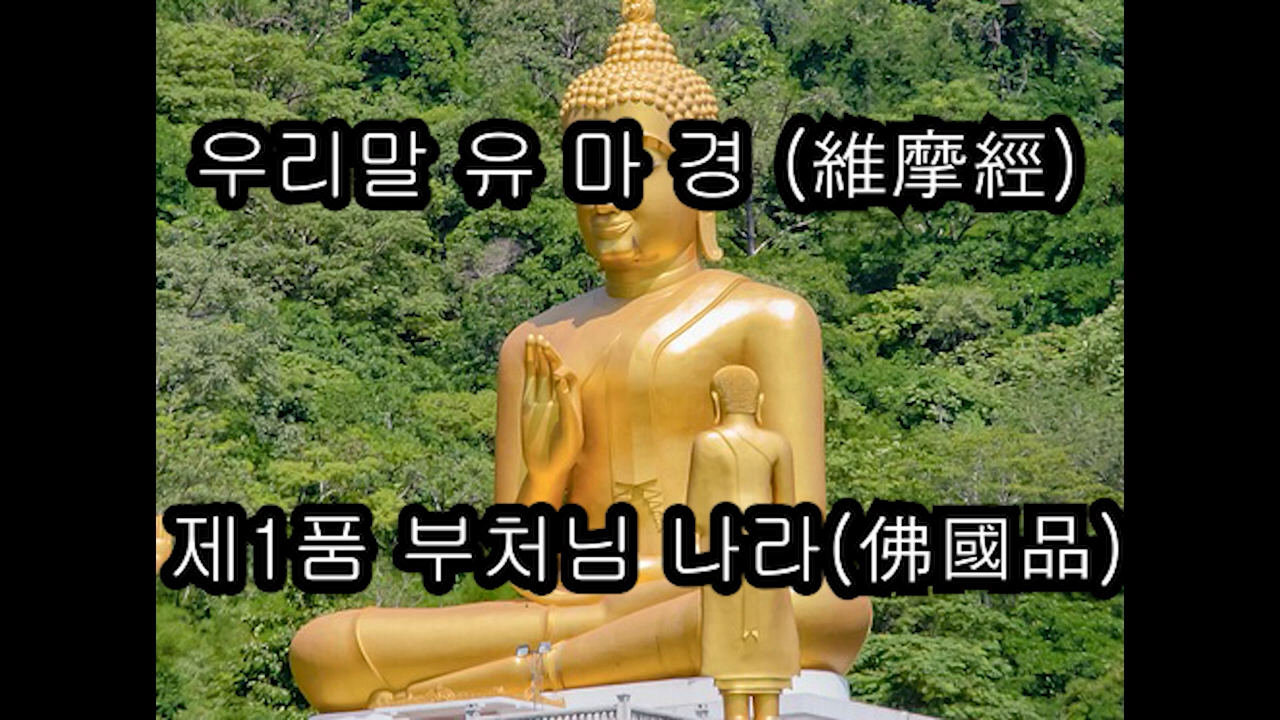 우리말 유 마 경 (維摩經)
제1품 부처님 나라(佛國品)